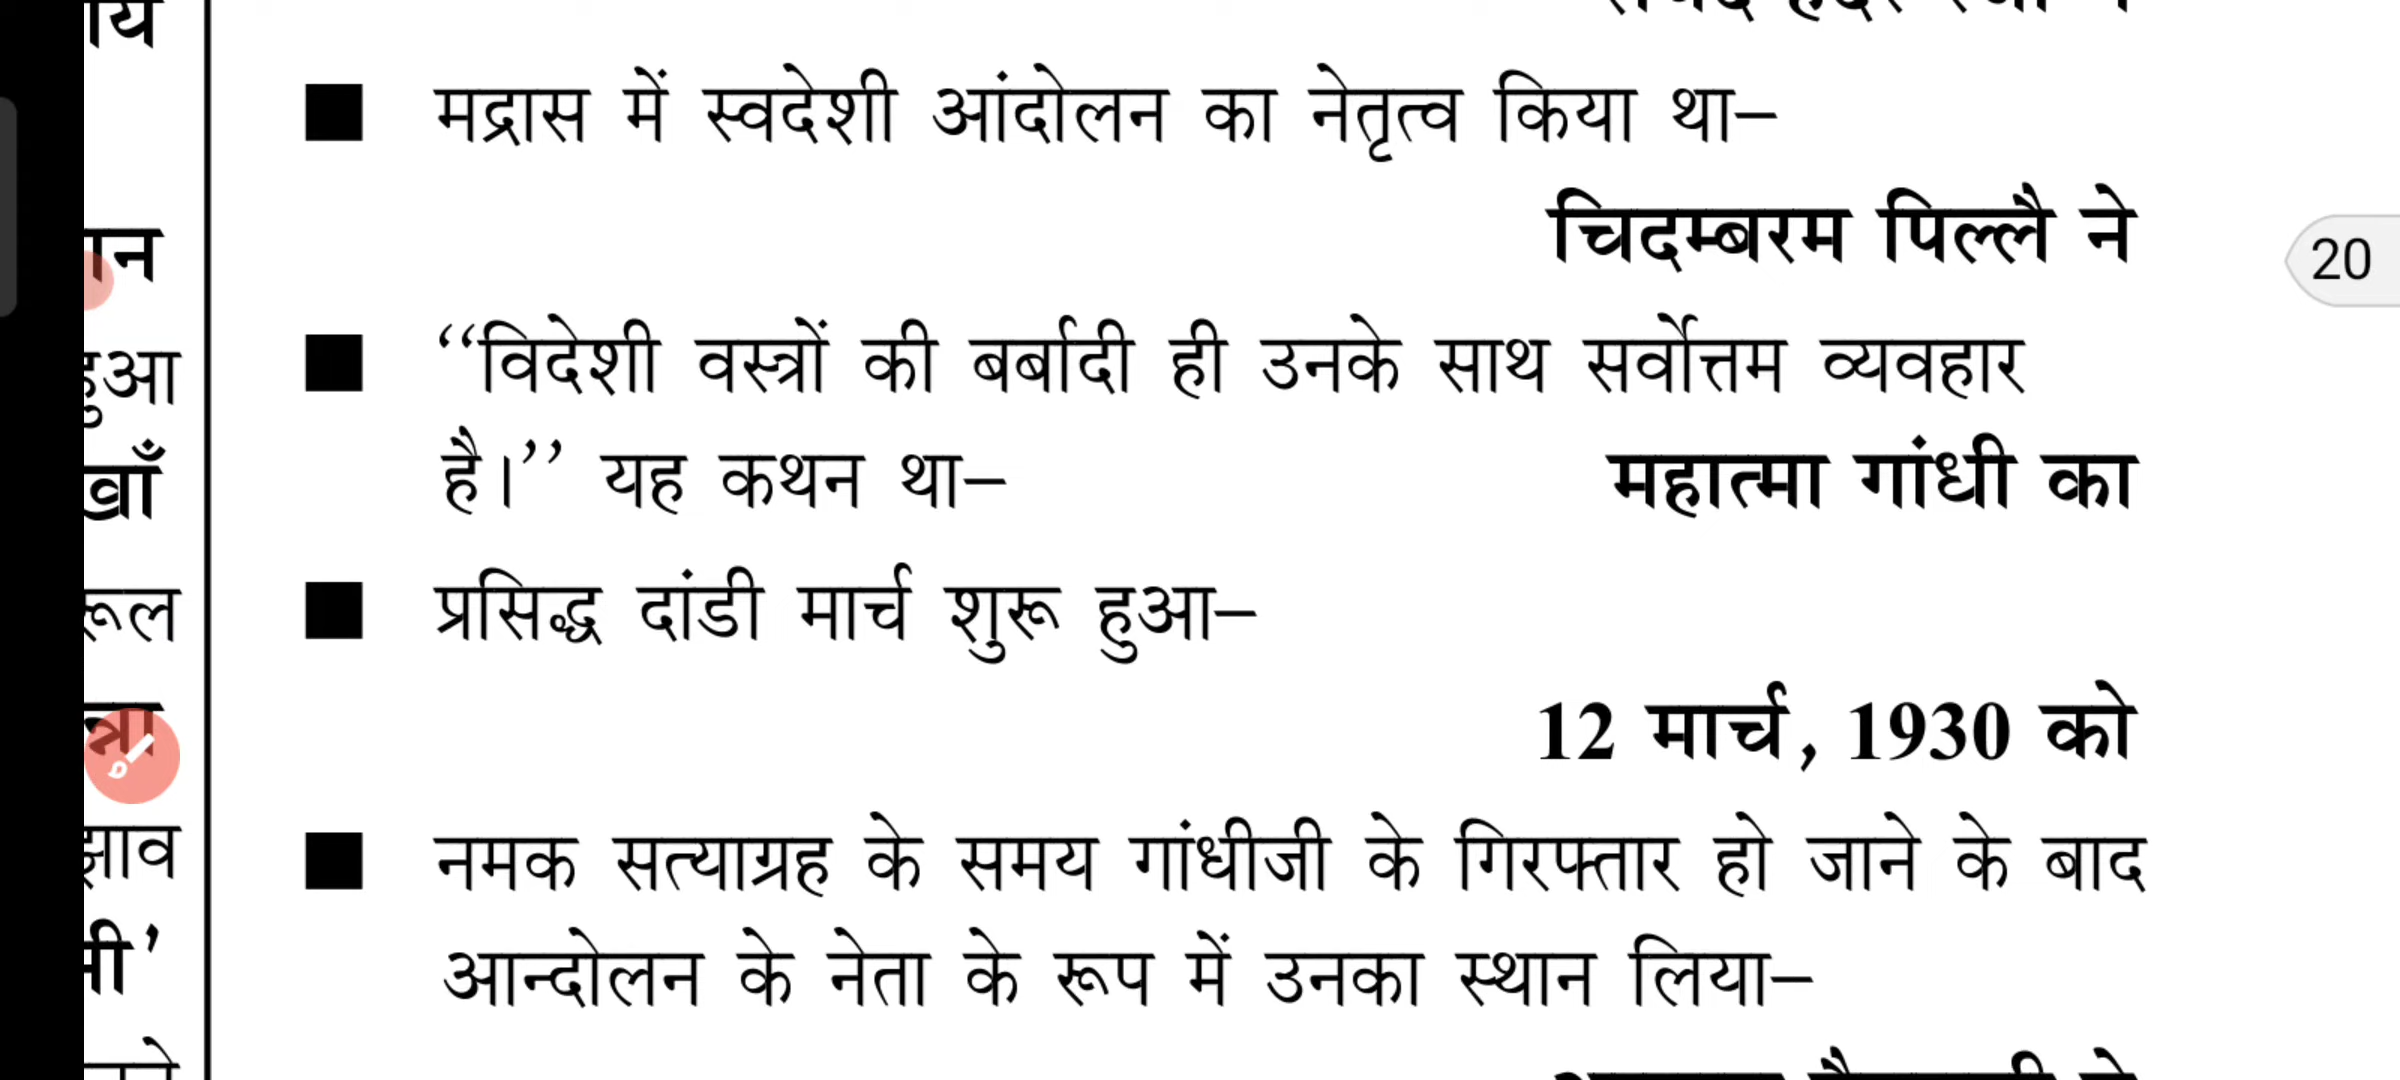 मद्रास में स्वदेशी आंदोलन का नेतृत्व किया था–
चिदम्बरम पिल्लै ने
‘‘विदेशी वस्त्रों की बर्बादी ही उनके साथ सर्वोत्तम व्यवहार
है।’’ यह कथन था– महात्मा गांधी का
प्रसिद्ध दांडी मार्च शुरू हुआ–
12 मार्च, 1930 को
नमक सत्याग्रह के समय गांधीजी के गिरफ्तार हो जाने के बाद
आन्दोलन के नेता के रूप में उनका स्थान लिया–
20
हुआ